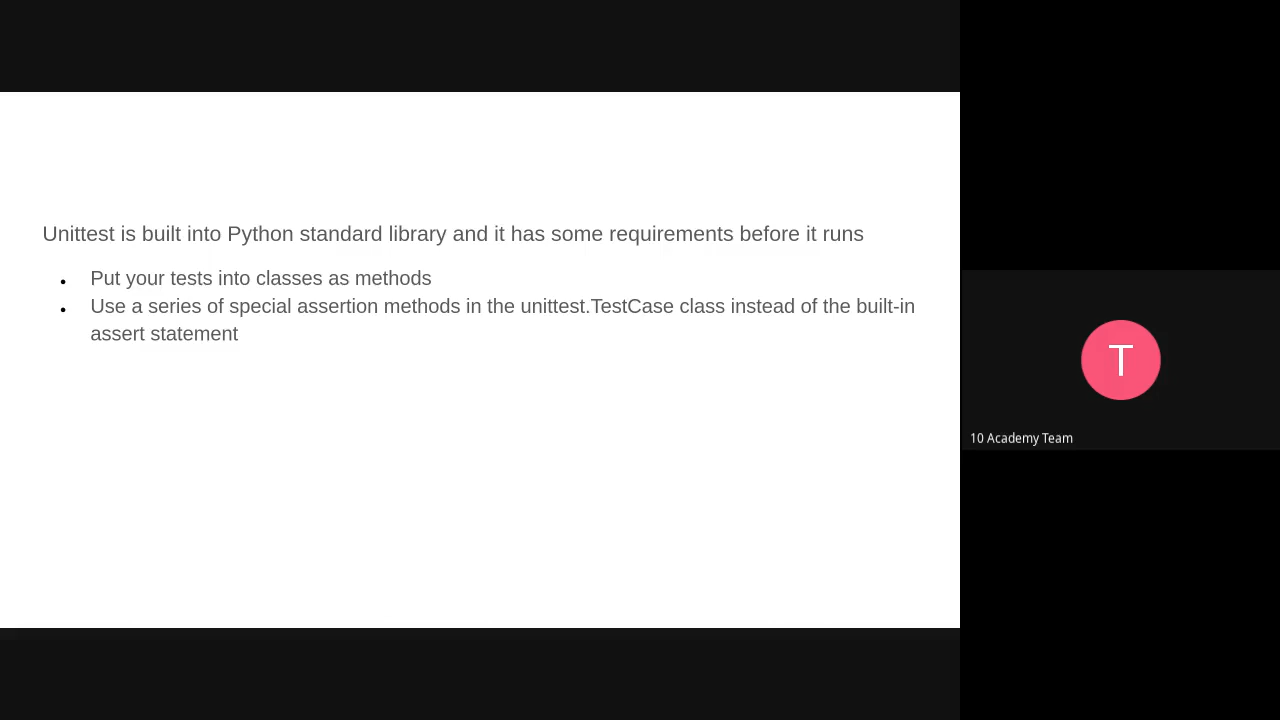 Unittest is built into Python standard library and it has some requirements before it runs
• Put your tests into classes as methods
• Use a series of special assertion methods in the unittest.TestCase class instead of the built-in
assert statement
T
10 Academy Team